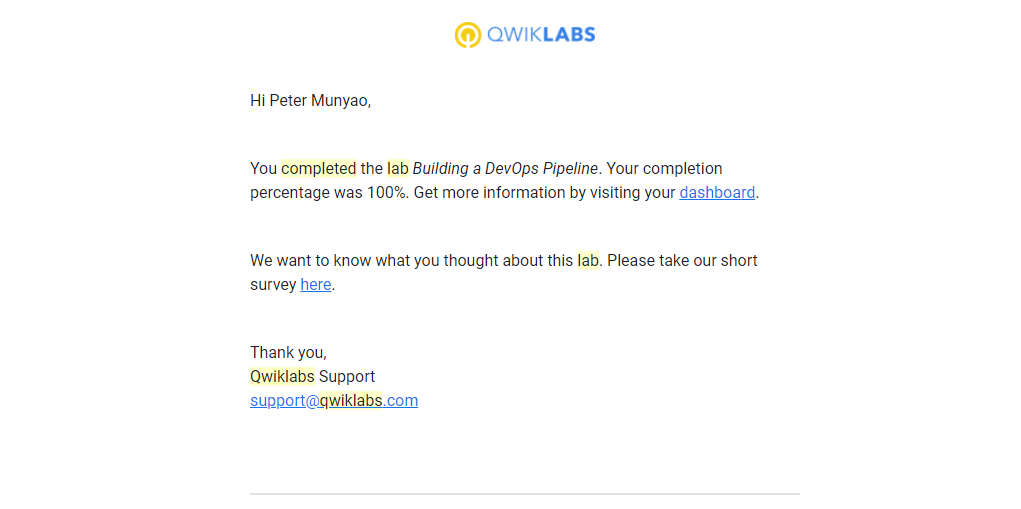 QWIKLABS
Hi Peter Munyao,
You completed the lab Building a DevOps Pipeline. Your completion
percentage was 100%. Get more information by visiting your dashboard.
We want to know what you thought about this lab. Please take our short
survey here.
Thank you,
Qwiklabs Support
support@qwiklabs.com